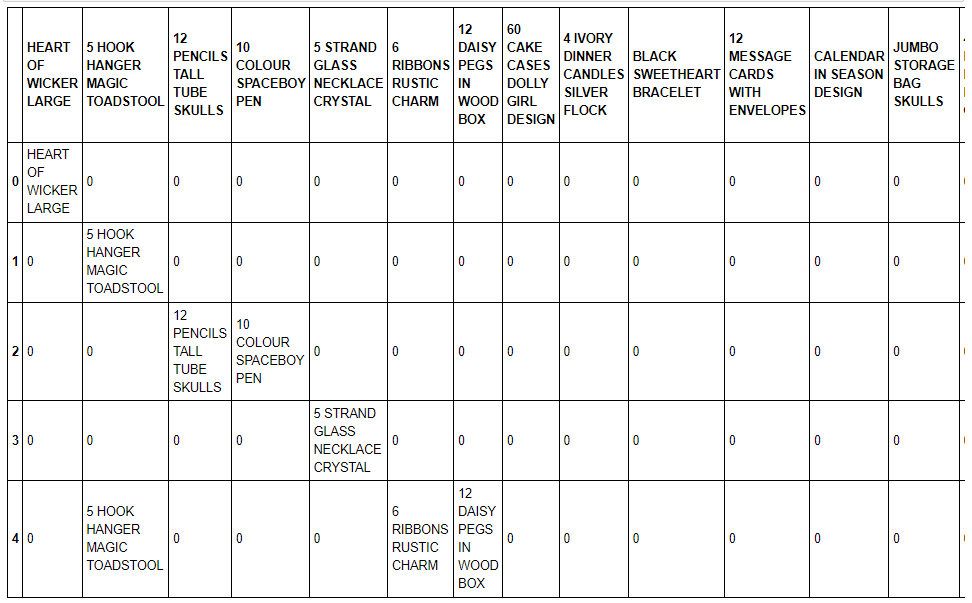 HEART OF WICKER LARGE 5 HOOK HANGER MAGIC TOADSTOOL 12 PENCILS TALL TUBE SKULLS 10 COLOUR SPACEBOY PEN 5 STRAND GLASS NECKLACE CRYSTAL 6 RIBBONS RUSTIC CHARM 12 DAISY PEGS IN WOOD BOX 60 CAKE CASES DOLLY GIRL DESIGN 4 IVORY DINNER CANDLES SILVER FLOCK BLACK SWEETHEART BRACELET 12 MESSAGE CARDS WITH ENVELOPES CALENDAR IN SEASON DESIGN JUMBO STORAGE BAG SKULLS
0 HEART OF WICKER LARGE 0 0 0 0 0 0 0 0 0 0 0 0
1 0 5 HOOK HANGER MAGIC TOADSTOOL 0 0 0 0 0 0 0 0 0 0 0
2 0 0 12 PENCILS TALL TUBE SKULLS 10 COLOUR SPACEBOY PEN 0 0 0 0 0 0 0 0 0
3 0 0 0 0 5 STRAND GLASS NECKLACE CRYSTAL 0 0 0 0 0 0 0 0
4 0 5 HOOK HANGER MAGIC TOADSTOOL 0 0 0 6 RIBBONS RUSTIC CHARM 12 DAISY PEGS IN WOOD BOX 0 0 0 0 0 0